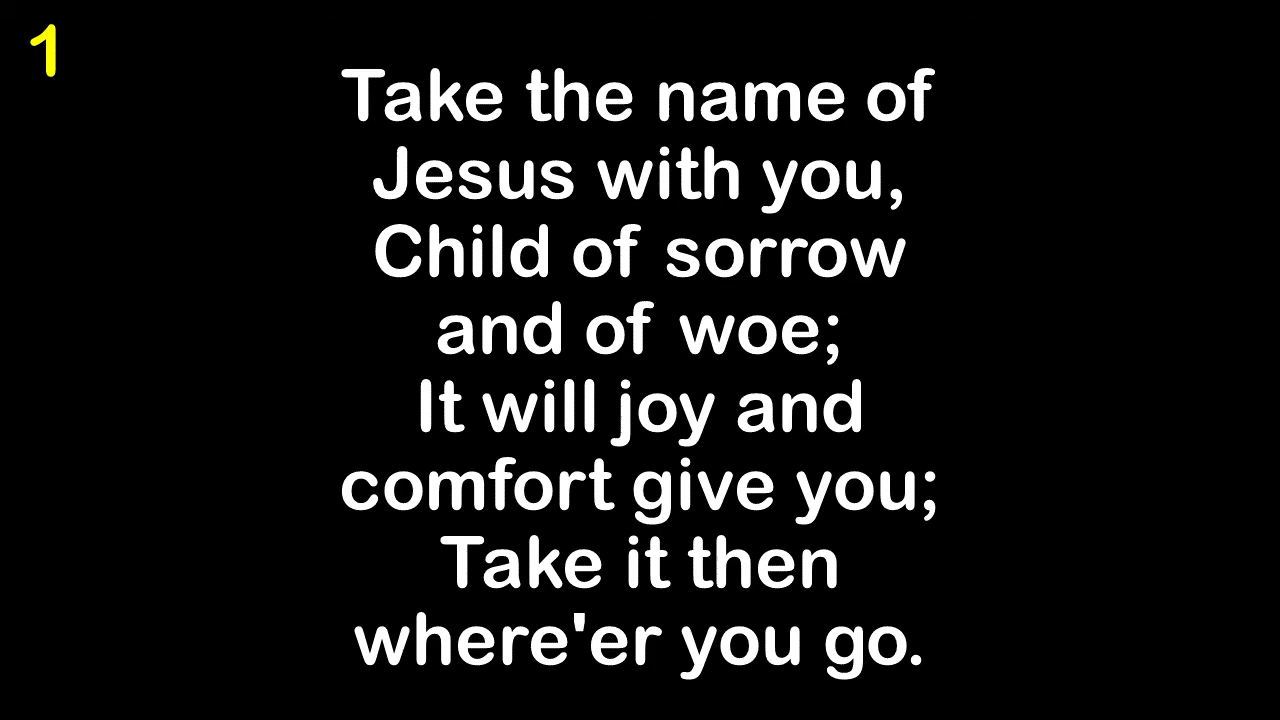 1
Take the name of
Jesus with you,
Child of sorrow
and of woe;
It will joy and
comfort give you;
Take it then
where'er you go.